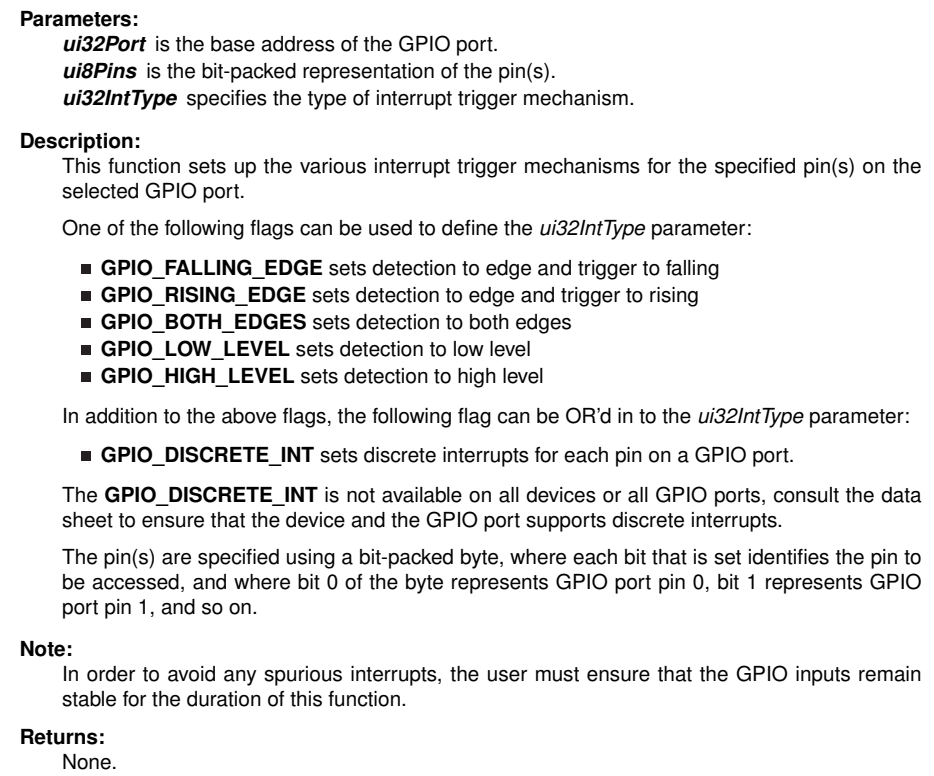 Parameters:
ui32Port is the base address of the GPIO port.
ui8Pins is the bit-packed representation of the pin(s).
ui32IntType specifies the type of interrupt trigger mechanism.
Description:
This function sets up the various interrupt trigger mechanisms for the specified pin(s) on the
selected GPIO port.
One of the following flags can be used to define the ui32IntType parameter:
■ GPIO_FALLING_EDGE sets detection to edge and trigger to falling
■ GPIO_RISING_EDGE sets detection to edge and trigger to rising
■ GPIO_BOTH_EDGES sets detection to both edges
■ GPIO_LOW_LEVEL sets detection to low level
■ GPIO_HIGH_LEVEL sets detection to high level
In addition to the above flags, the following flag can be OR'd in to the ui32IntType parameter:
■ GPIO_DISCRETE_INT sets discrete interrupts for each pin on a GPIO port.
The GPIO_DISCRETE_INT is not available on all devices or all GPIO ports, consult the data
sheet to ensure that the device and the GPIO port supports discrete interrupts.
The pin(s) are specified using a bit-packed byte, where each bit that is set identifies the pin to
be accessed, and where bit 0 of the byte represents GPIO port pin 0, bit 1 represents GPIO
port pin 1, and so on.
Note:
In order to avoid any spurious interrupts, the user must ensure that the GPIO inputs remain
stable for the duration of this function.
Returns:
None.